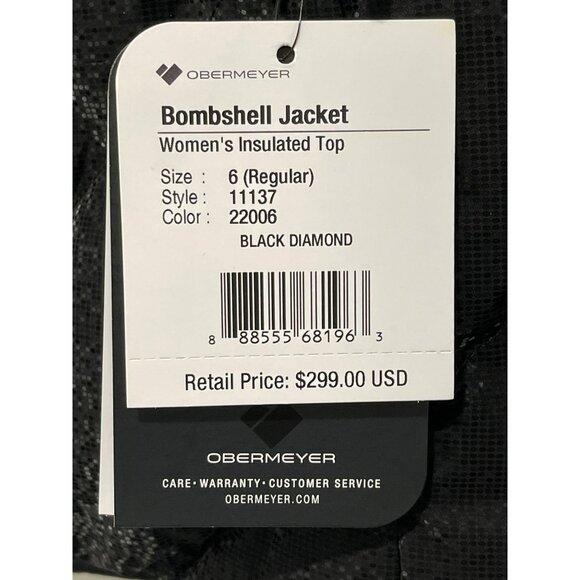 OBERMEYER
Bombshell Jacket
Women's Insulated Top
Size : 6 (Regular)
Style : 11137
Color : 22006
BLACK DIAMOND
8 88555 68196 3
Retail Price: $299.00 USD
OBERMEYER
CARE • WARRANTY • CUSTOMER SERVICE
OBERMEYER.COM